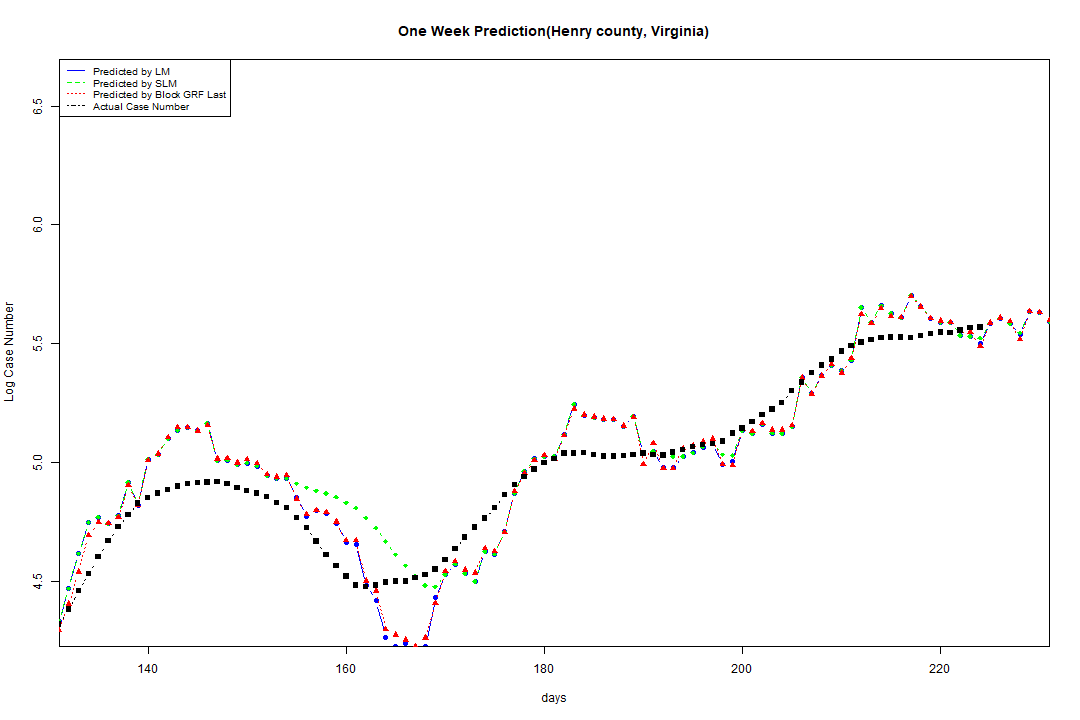 One Week Prediction(Henry county, Virginia)
Predicted by LM
Predicted by SLM
Predicted by Block GRF Last
Actual Case Number
6.5
6.0
5.5
5.0
4.5
Log Case Number
140 160 180 200 220
days